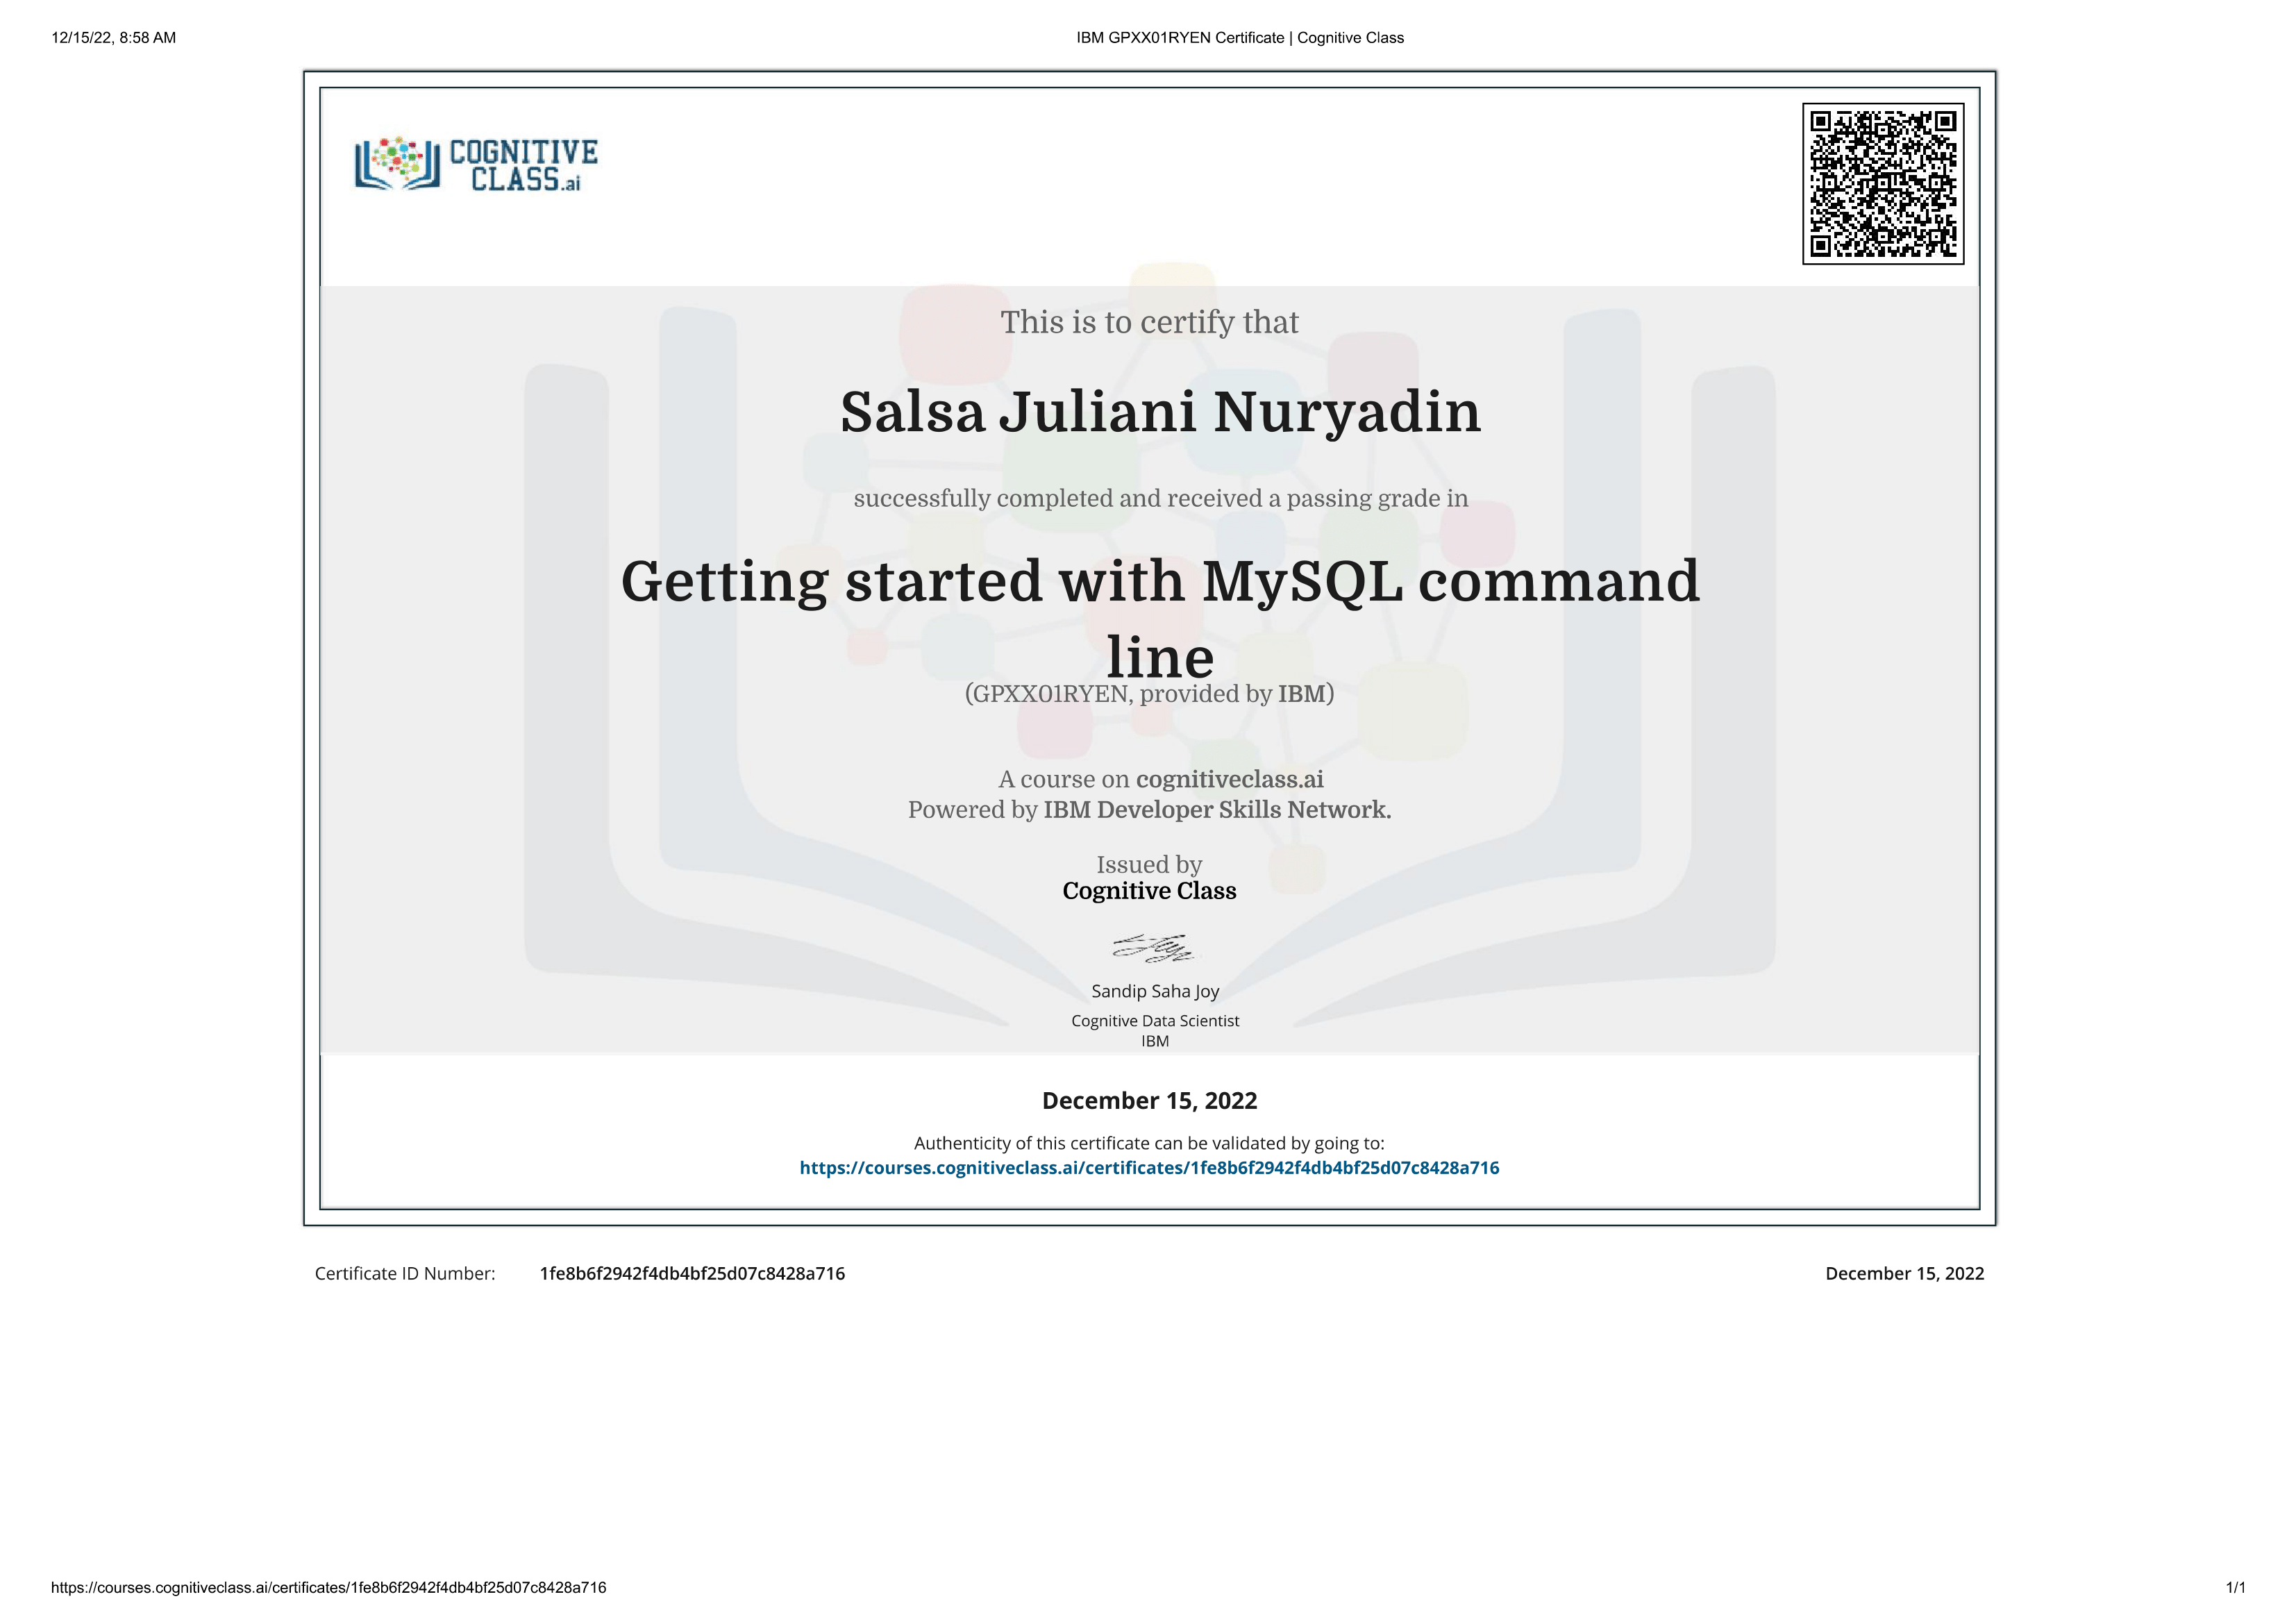 12/15/22, 8:58 AM
IBM GPXX01RYEN Certificate | Cognitive Class
COGNITIVE
CLASS.ai
This is to certify that
Salsa Juliani Nuryadin
successfully completed and received a passing grade in
Getting started with MySQL command
line
(GPXX01RYEN, provided by IBM)
A course on cognitiveclass.ai
Powered by IBM Developer Skills Network.
Issued by
Cognitive Class
Sandip Saha Joy
Cognitive Data Scientist
IBM
December 15, 2022
Authenticity of this certificate can be validated by going to:
https://courses.cognitiveclass.ai/certificates/1fe8b6f2942f4db4bf25d07c8428a716
Certificate ID Number: 1fe8b6f2942f4db4bf25d07c8428a716
December 15, 2022
https://courses.cognitiveclass.ai/certificates/1fe8b6f2942f4db4bf25d07c8428a716
1/1